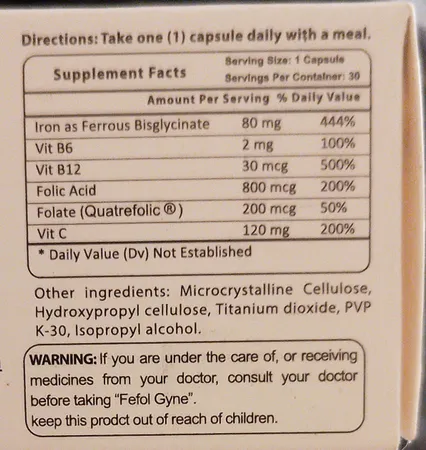 Directions: Take one (1) capsule daily with a meal.
Supplement Facts
Serving Size: 1 Capsule
Servings Per Container: 30
Amount Per Serving % Daily Value
Iron as Ferrous Bisglycinate 80 mg 444%
Vit B6 2 mg 100%
Vit B12 30 mcg 500%
Folic Acid 800 mcg 200%
Folate (Quatrefolic ®) 200 mcg 50%
Vit C 120 mg 200%
* Daily Value (Dv) Not Established
Other ingredients: Microcrystalline Cellulose,
Hydroxypropyl cellulose, Titanium dioxide, PVP
K-30, Isopropyl alcohol.
WARNING: If you are under the care of, or receiving
medicines from your doctor, consult your doctor
before taking "Fefol Gyne".
keep this prodct out of reach of children.